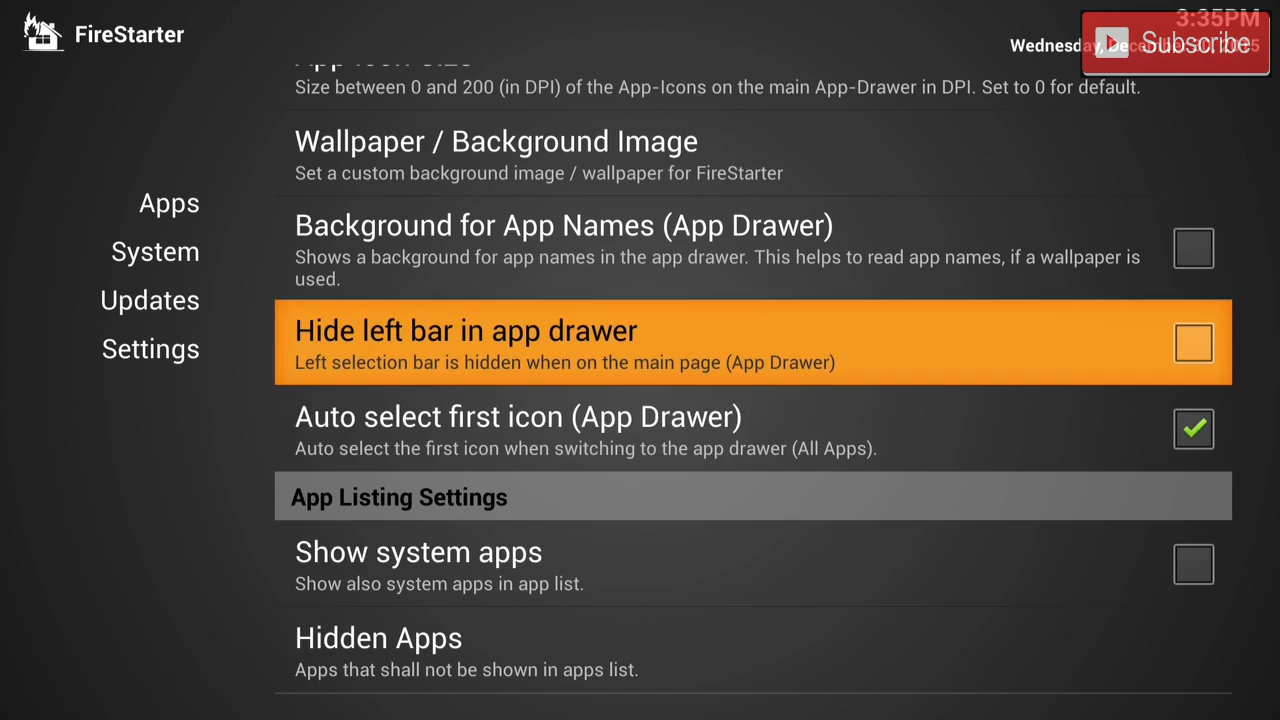 FireStarter
3:35PM
Subscribe
Wednesday,
App Icon Size
Size between 0 and 200 (in DPI) of the App-Icons on the main App-Drawer in DPI. Set to 0 for default.
Wallpaper / Background Image
Set a custom background image / wallpaper for FireStarter
Apps
System
Updates
Settings
Background for App Names (App Drawer)
Shows a background for app names in the app drawer. This helps to read app names, if a wallpaper is
used.
Hide left bar in app drawer
Left selection bar is hidden when on the main page (App Drawer)
Auto select first icon (App Drawer)
Auto select the first icon when switching to the app drawer (All Apps).
App Listing Settings
Show system apps
Show also system apps in app list.
Hidden Apps
Apps that shall not be shown in apps list.